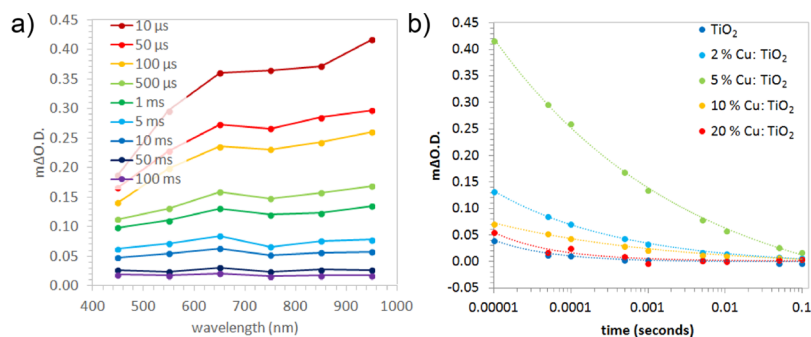 a)
mΔO.D.
0.45
0.40
0.35
0.30
0.25
0.20
0.15
0.10
0.05
0.00
10 µs
50 µs
100 µs
500 µs
1 ms
5 ms
10 ms
50 ms
100 ms
400 500 600 700 800 900 1000
wavelength (nm)
b)
mΔO.D.
0.45
0.40
0.35
0.30
0.25
0.20
0.15
0.10
0.05
0.00
-0.05
TiO₂
2 % Cu: TiO₂
5 % Cu: TiO₂
10 % Cu: TiO₂
20 % Cu: TiO₂
0.00001 0.0001 0.001 0.01 0.1
time (seconds)